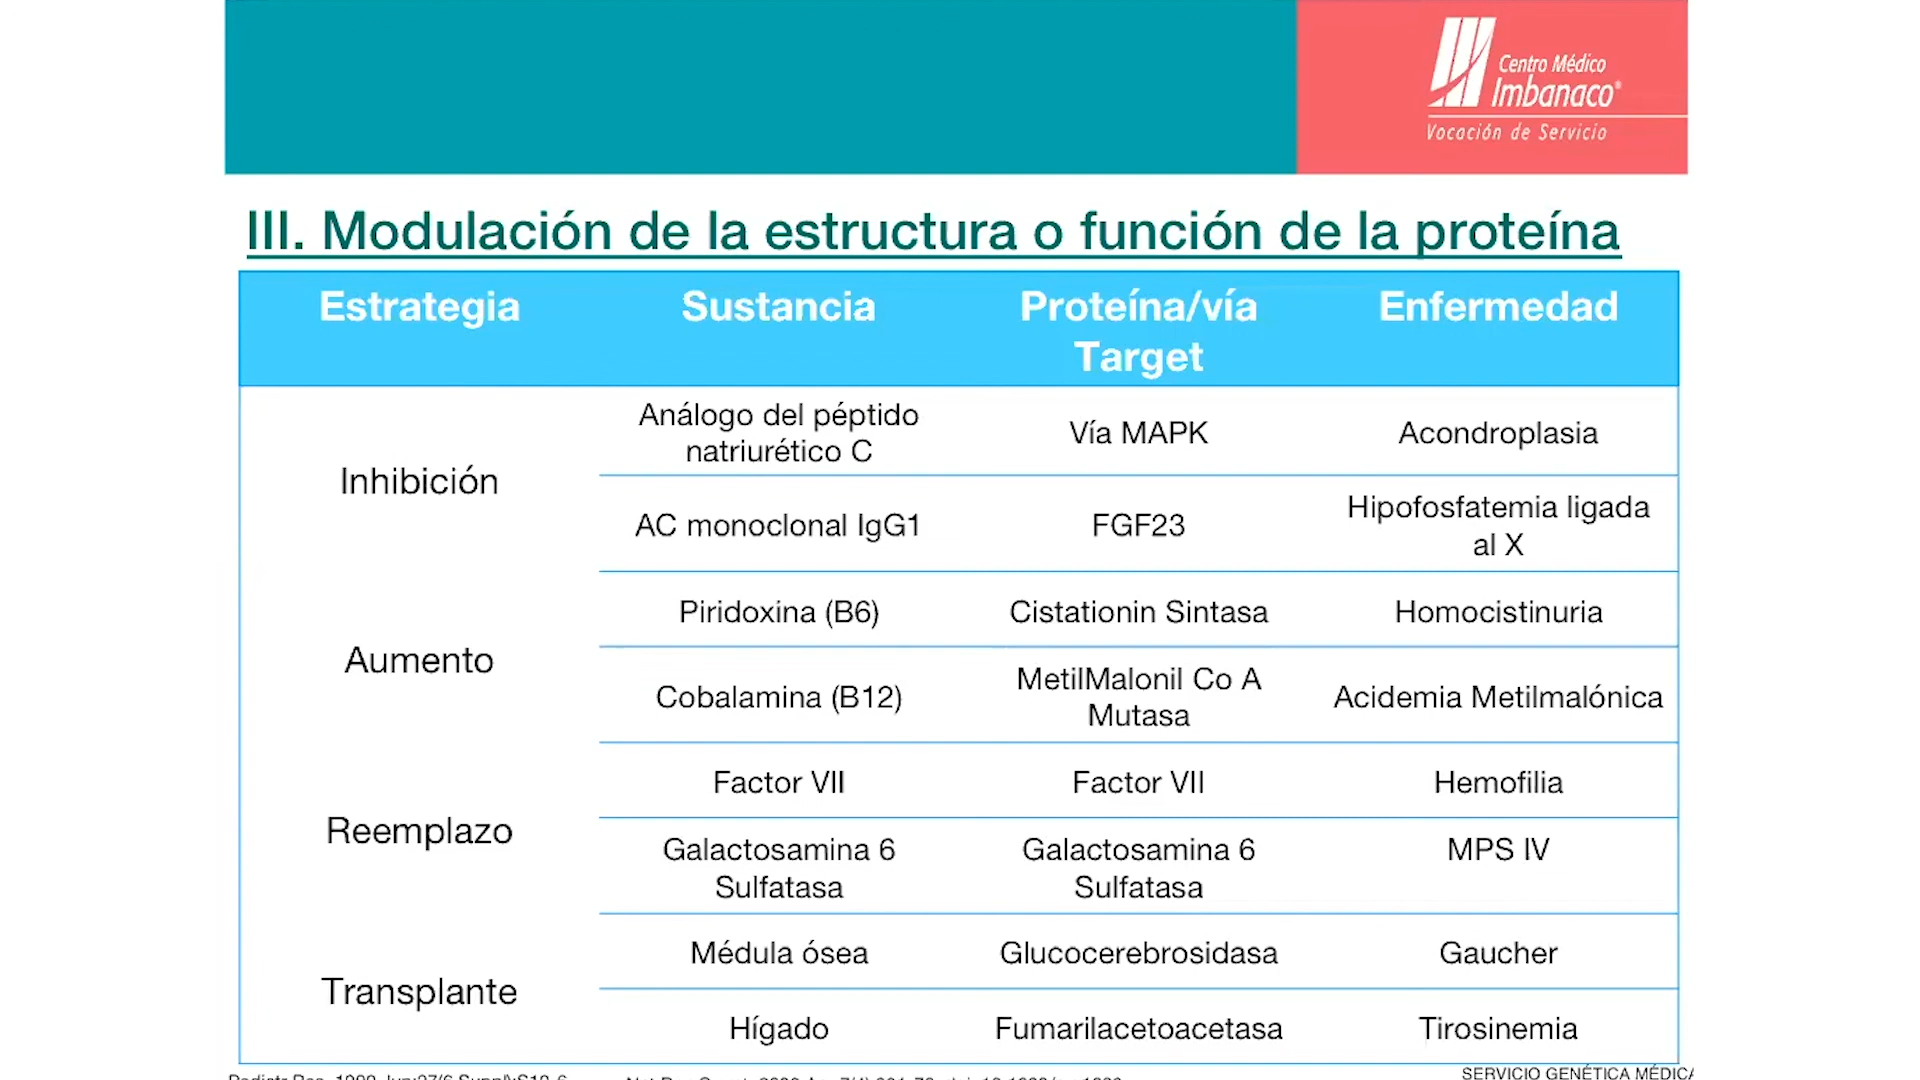 Centro Médico
Imbanaco®
Vocación de Servicio
III. Modulación de la estructura o función de la proteína
Estrategia Sustancia Proteína/vía Target Enfermedad
Inhibición
Análogo del péptido natriurético C Vía MAPK Acondroplasia
AC monoclonal IgG1 FGF23 Hipofosfatemia ligada al X
Aumento
Piridoxina (B6) Cistationin Sintasa Homocistinuria
Cobalamina (B12) MetilMalonil Co A Mutasa Acidemia Metilmalónica
Reemplazo
Factor VII Factor VII Hemofilia
Galactosamina 6 Sulfatasa Galactosamina 6 Sulfatasa MPS IV
Transplante
Médula ósea Glucocerebrosidasa Gaucher
Hígado Fumarilacetoacetasa Tirosinemia
SERVICIO GENÉTICA MÉDICA